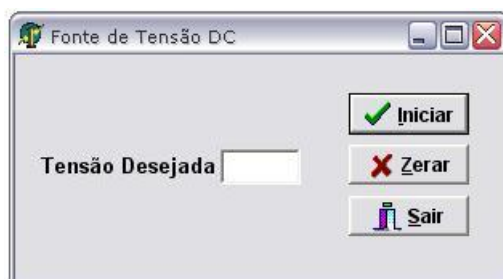 Fonte de Tensão DC
Iniciar
Tensão Desejada
Zerar
Sair